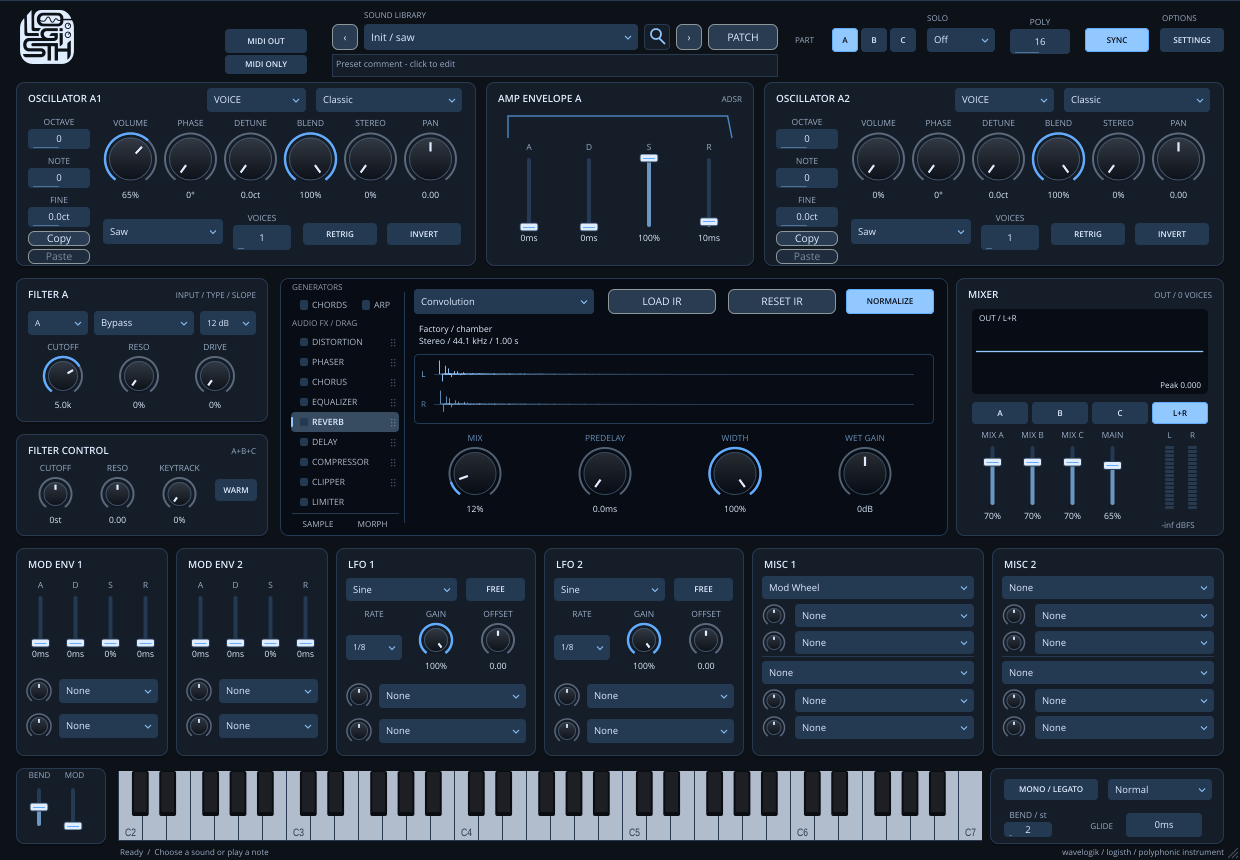 LOGISTH
MIDI OUT
MIDI ONLY
SOUND LIBRARY
‹ Init / saw › PATCH
Preset comment - click to edit
PART A B C
SOLO
Off
POLY
16
SYNC
OPTIONS
SETTINGS
OSCILLATOR A1 VOICE Classic
OCTAVE
0
NOTE
0
FINE
0.0ct
Copy
Paste
VOLUME PHASE DETUNE BLEND STEREO PAN
65% 0° 0.0ct 100% 0% 0.00
Saw
VOICES
1
RETRIG INVERT
AMP ENVELOPE A ADSR
A D S R
0ms 0ms 100% 10ms
OSCILLATOR A2 VOICE Classic
OCTAVE
0
NOTE
0
FINE
0.0ct
Copy
Paste
VOLUME PHASE DETUNE BLEND STEREO PAN
0% 0° 0.0ct 100% 0% 0.00
Saw
VOICES
1
RETRIG INVERT
FILTER A INPUT / TYPE / SLOPE
A Bypass 12 dB
CUTOFF RESO DRIVE
5.0k 0% 0%
FILTER CONTROL A+B+C
CUTOFF RESO KEYTRACK
WARM
0st 0.00 0%
GENERATORS
CHORDS ARP
AUDIO FX / DRAG
DISTORTION
PHASER
CHORUS
EQUALIZER
REVERB
DELAY
COMPRESSOR
CLIPPER
LIMITER
SAMPLE MORPH
Convolution LOAD IR RESET IR NORMALIZE
Factory / chamber
Stereo / 44.1 kHz / 1.00 s
L
R
MIX PREDELAY WIDTH WET GAIN
12% 0.0ms 100% 0dB
MIXER OUT / 0 VOICES
OUT / L+R
Peak 0.000
A B C L+R
MIX A MIX B MIX C MAIN L R
70% 70% 70% 65%
-inf dBFS
MOD ENV 1
A D S R
0ms 0ms 0% 0ms
None
None
MOD ENV 2
A D S R
0ms 0ms 0% 0ms
None
None
LFO 1
Sine FREE
RATE GAIN OFFSET
1/8
100% 0.00
None
None
LFO 2
Sine FREE
RATE GAIN OFFSET
1/8
100% 0.00
None
None
MISC 1
Mod Wheel
None
None
None
None
None
MISC 2
None
None
None
None
None
None
BEND MOD
C2 C3 C4 C5 C6 C7
MONO / LEGATO Normal
BEND / st
2
GLIDE 0ms
Ready / Choose a sound or play a note
wavelogik / logisth / polyphonic instrument